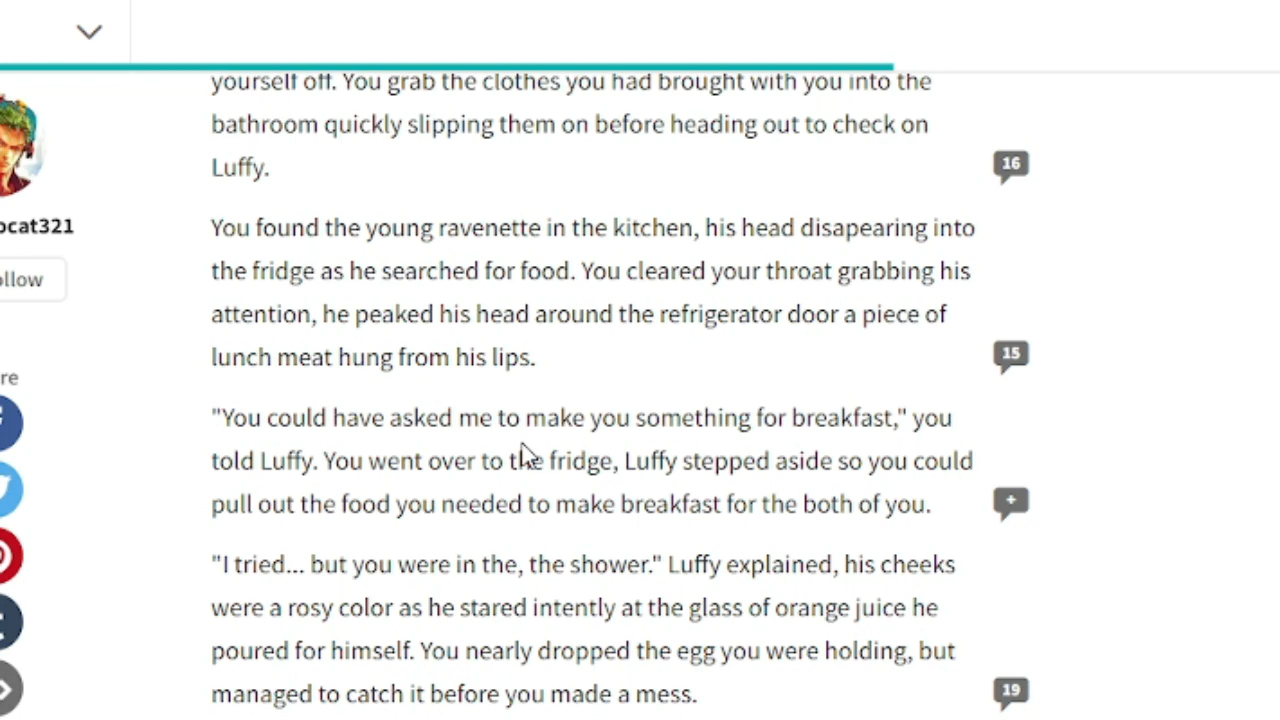 yourself off. You grab the clothes you had brought with you into the
bathroom quickly slipping them on before heading out to check on
Luffy.
16
ocat321
You found the young ravenette in the kitchen, his head disapearing into
ollow
the fridge as he searched for food. You cleared your throat grabbing his
attention, he peaked his head around the refrigerator door a piece of
lunch meat hung from his lips.
15
re
"You could have asked me to make you something for breakfast," you
told Luffy. You went over to the fridge, Luffy stepped aside so you could
pull out the food you needed to make breakfast for the both of you.
+
"I tried... but you were in the, the shower." Luffy explained, his cheeks
were a rosy color as he stared intently at the glass of orange juice he
poured for himself. You nearly dropped the egg you were holding, but
managed to catch it before you made a mess.
19